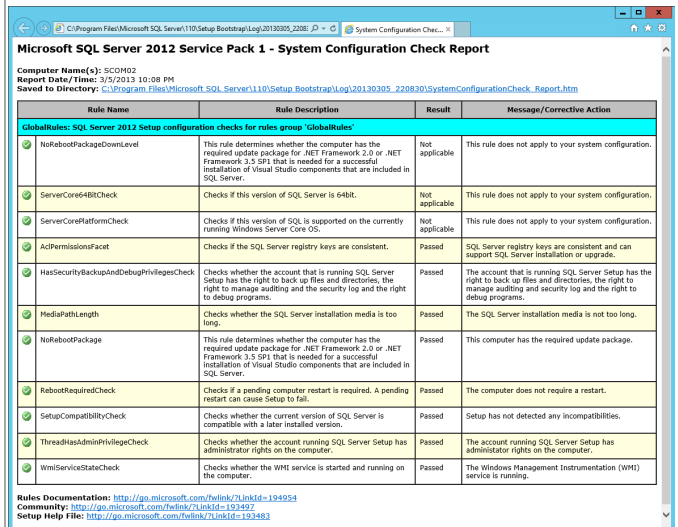 C:\Program Files\Microsoft SQL Server\110\Setup Bootstrap\Log\20130305_22083
System Configuration Chec...
Microsoft SQL Server 2012 Service Pack 1 - System Configuration Check Report
Computer Name(s): SCOM02
Report Date/Time: 3/5/2013 10:08 PM
Saved to Directory: C:\Program Files\Microsoft SQL Server\110\Setup Bootstrap\Log\20130305_220830\SystemConfigurationCheck_Report.htm
Rule Name Rule Description Result Message/Corrective Action
GlobalRules: SQL Server 2012 Setup configuration checks for rules group 'GlobalRules'
NoRebootPackageDownLevel
This rule determines whether the computer has the
required update package for .NET Framework 2.0 or .NET
Framework 3.5 SP1 that is needed for a successful
installation of Visual Studio components that are included in
SQL Server.
Not
applicable
This rule does not apply to your system configuration.
ServerCore64BitCheck
Checks if this version of SQL Server is 64bit.
Not
applicable
This rule does not apply to your system configuration.
ServerCorePlatformCheck
Checks if this version of SQL is supported on the currently
running Windows Server Core OS.
Not
applicable
This rule does not apply to your system configuration.
AclPermissionsFacet
Checks if the SQL Server registry keys are consistent.
Passed
SQL Server registry keys are consistent and can
support SQL Server installation or upgrade.
HasSecurityBackupAndDebugPrivilegesCheck
Checks whether the account that is running SQL Server
Setup has the right to back up files and directories, the
right to manage auditing and the security log and the right
to debug programs.
Passed
The account that is running SQL Server Setup has the
right to back up files and directories, the right to
manage auditing and security log and the right to
debug programs.
MediaPathLength
Checks whether the SQL Server installation media is too
long.
Passed
The SQL Server installation media is not too long.
NoRebootPackage
This rule determines whether the computer has the
required update package for .NET Framework 2.0 or .NET
Framework 3.5 SP1 that is needed for a successful
installation of Visual Studio components that are included in
SQL Server.
Passed
This computer has the required update package.
RebootRequiredCheck
Checks if a pending computer restart is required. A pending
restart can cause Setup to fail.
Passed
The computer does not require a restart.
SetupCompatibilityCheck
Checks whether the current version of SQL Server is
compatible with a later installed version.
Passed
Setup has not detected any incompatibilities.
ThreadHasAdminPrivilegeCheck
Checks whether the account running SQL Server Setup has
administrator rights on the computer.
Passed
The account running SQL Server Setup has
administator rights on the computer.
WmiServiceStateCheck
Checks whether the WMI service is started and running on
the computer.
Passed
The Windows Management Instrumentation (WMI)
service is running.
Rules Documentation: http://go.microsoft.com/fwlink/?LinkId=194954
Community: http://go.microsoft.com/fwlink/?LinkId=193497
Setup Help File: http://go.microsoft.com/fwlink/?LinkId=193483